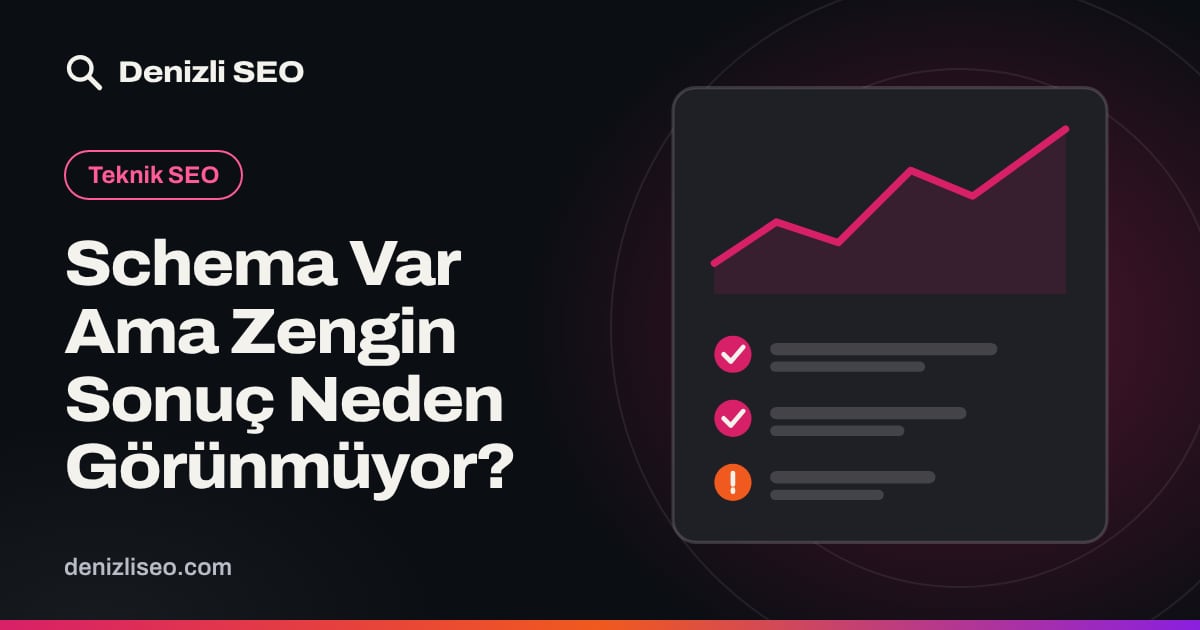 Denizli SEO
Teknik SEO
Schema Var
Ama Zengin
Sonuç Neden
Görünmüyor?
denizliseo.com